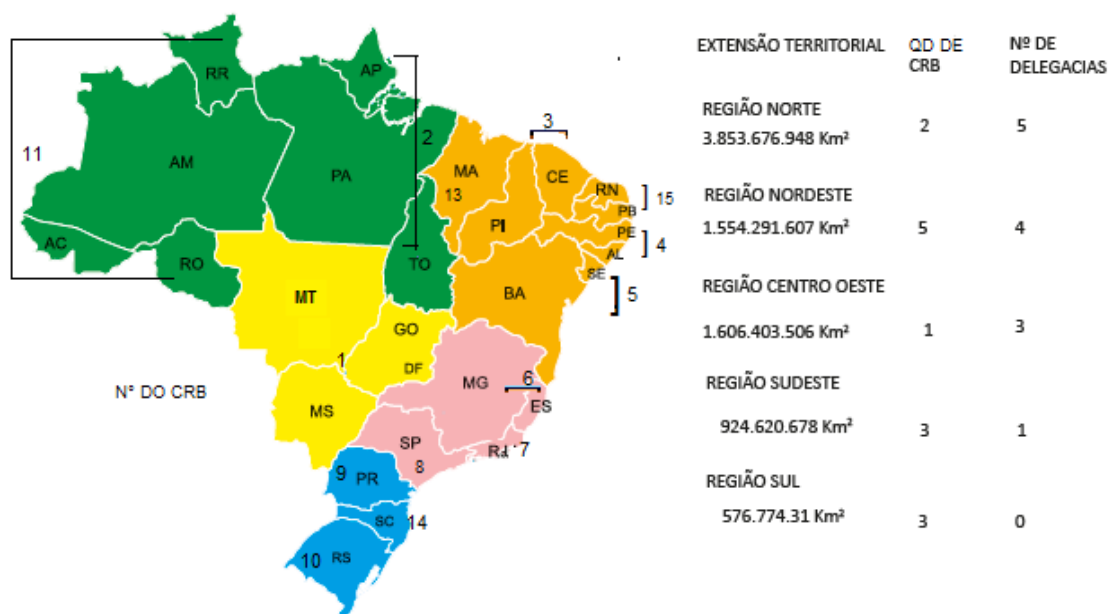 RR
AP
11
AM
PA
2
3
MA
13
CE
RN
15
PB
PI
PE
4
AL
SE
5
AC
RO
TO
BA
MT
GO
DF
1
N° DO CRB
MS
MG
6
ES
SP
8
RJ
7
9
PR
SC
14
10
RS
EXTENSÃO TERRITORIAL QD DE CRB Nº DE DELEGACIAS
REGIÃO NORTE
3.853.676.948 Km² 2 5
REGIÃO NORDESTE
1.554.291.607 Km² 5 4
REGIÃO CENTRO OESTE
1.606.403.506 Km² 1 3
REGIÃO SUDESTE
924.620.678 Km² 3 1
REGIÃO SUL
576.774.31 Km² 3 0